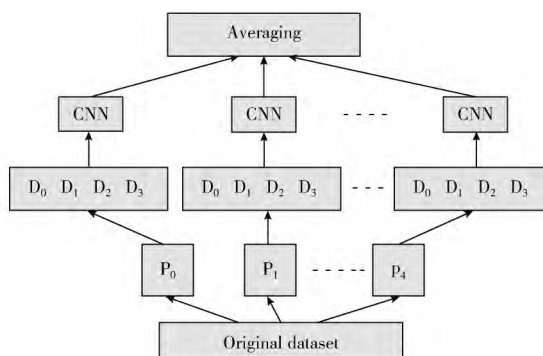 Averaging
CNN CNN - - - - CNN
D₀ D₁ D₂ D₃ D₀ D₁ D₂ D₃ - - - D₀ D₁ D₂ D₃
P₀ P₁ - - - - - - p₄
Original dataset